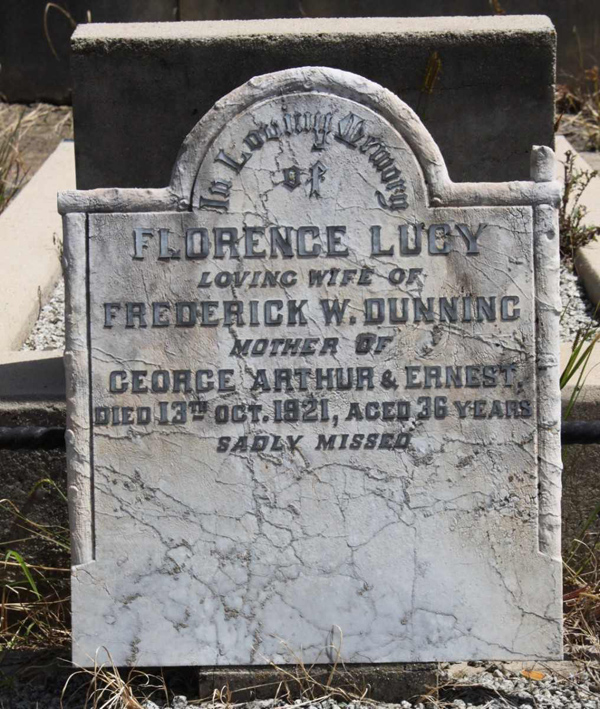 In Loving Memory
of
FLORENCE LUCY
LOVING WIFE OF
FREDERICK W. DUNNING
MOTHER OF
GEORGE ARTHUR & ERNEST,
DIED 13TH OCT. 1921, AGED 36 YEARS
SADLY MISSED